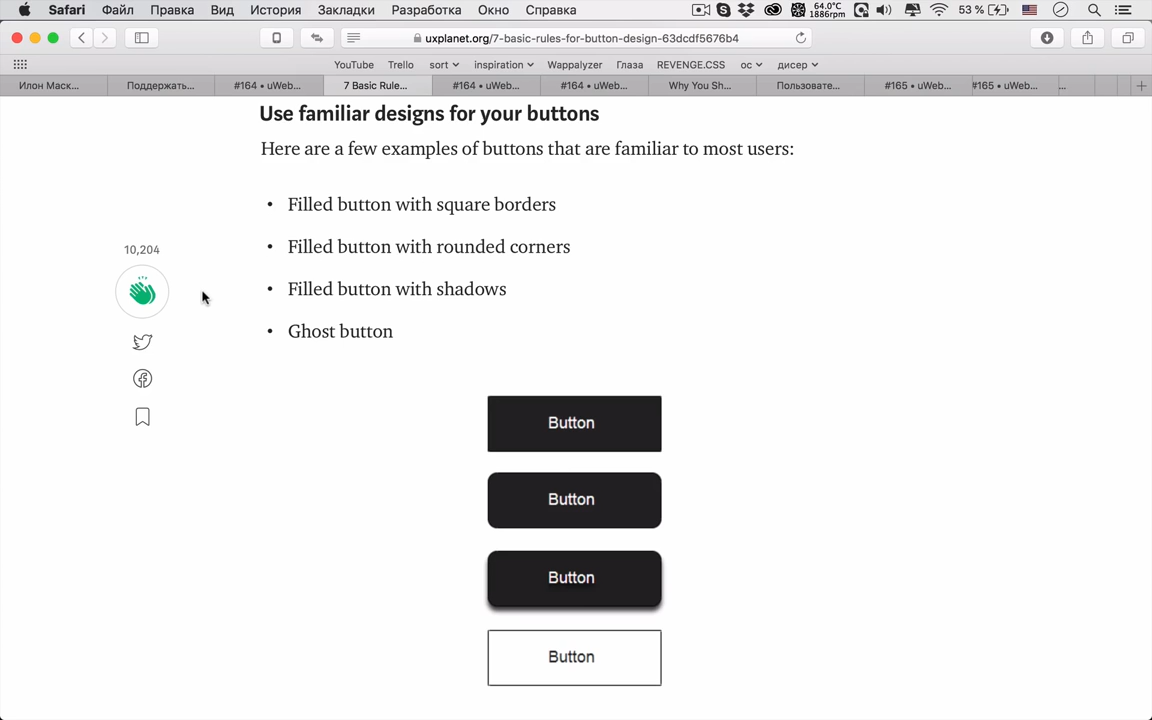 Safari Файл Правка Вид История Закладки Разработка Окно Справка 64.0°C 1886rpm 53 %
uxplanet.org/7-basic-rules-for-button-design-63dcdf5676b4
YouTube Trello sort inspiration Wappalyzer Глаза REVENGE.CSS ос дисер
Илон Маск... Поддержать... #164 • uWeb... 7 Basic Rule... #164 • uWeb... #164 • uWeb... Why You Sh... Пользовате... #165 • uWeb... #165 • uWeb... ...
Use familiar designs for your buttons
Here are a few examples of buttons that are familiar to most users:
• Filled button with square borders
• Filled button with rounded corners
• Filled button with shadows
• Ghost button
10,204
Button
Button
Button
Button